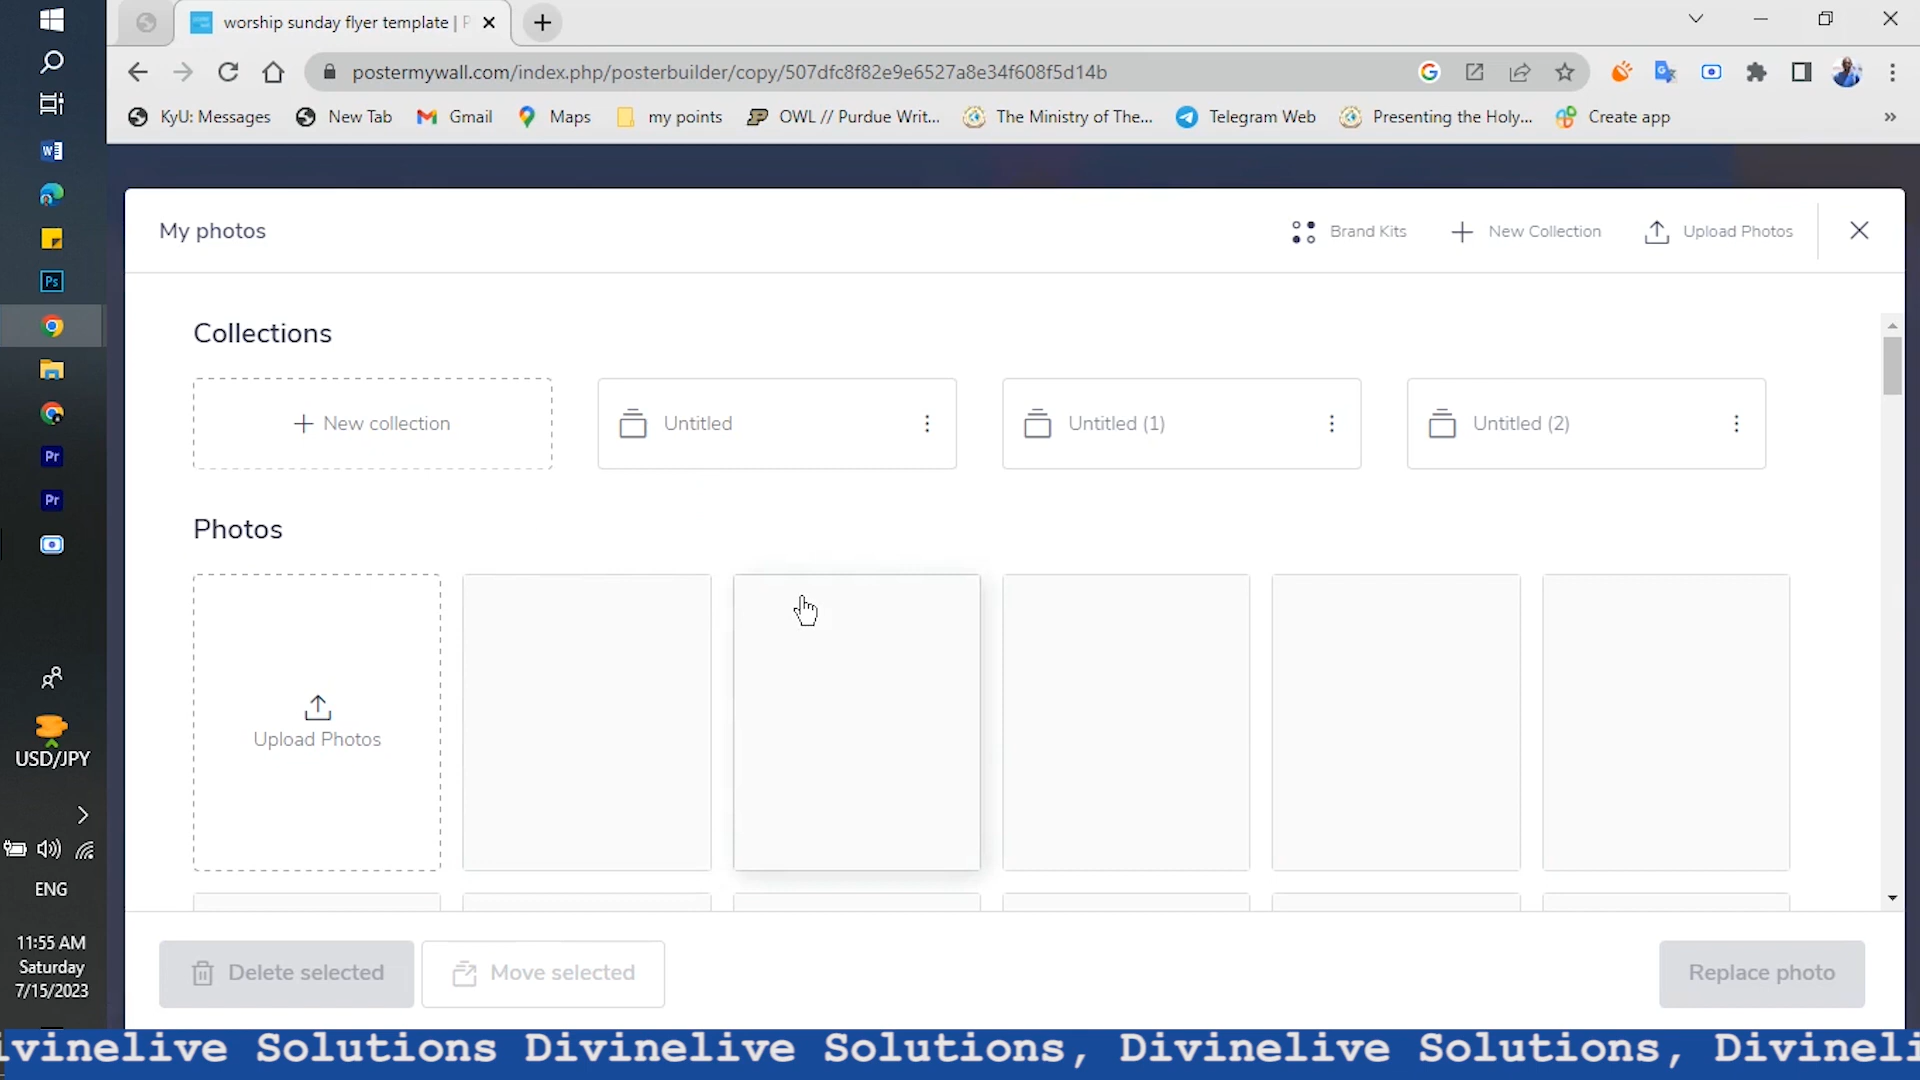 worship sunday flyer template | P
postermywall.com/index.php/posterbuilder/copy/507dfc8f82e9e6527a8e34f608f5d14b
KyU: Messages New Tab Gmail Maps my points OWL // Purdue Writ... The Ministry of The... Telegram Web Presenting the Holy... Create app »
My photos Brand Kits New Collection Upload Photos
Collections
New collection Untitled Untitled (1) Untitled (2)
Photos
Upload Photos
Delete selected Move selected Replace photo
W
Ps
Pr
Pr
USD/JPY
ENG
11:55 AM
Saturday
7/15/2023
ivinelive Solutions Divinelive Solutions, Divinelive Solutions, Divineli